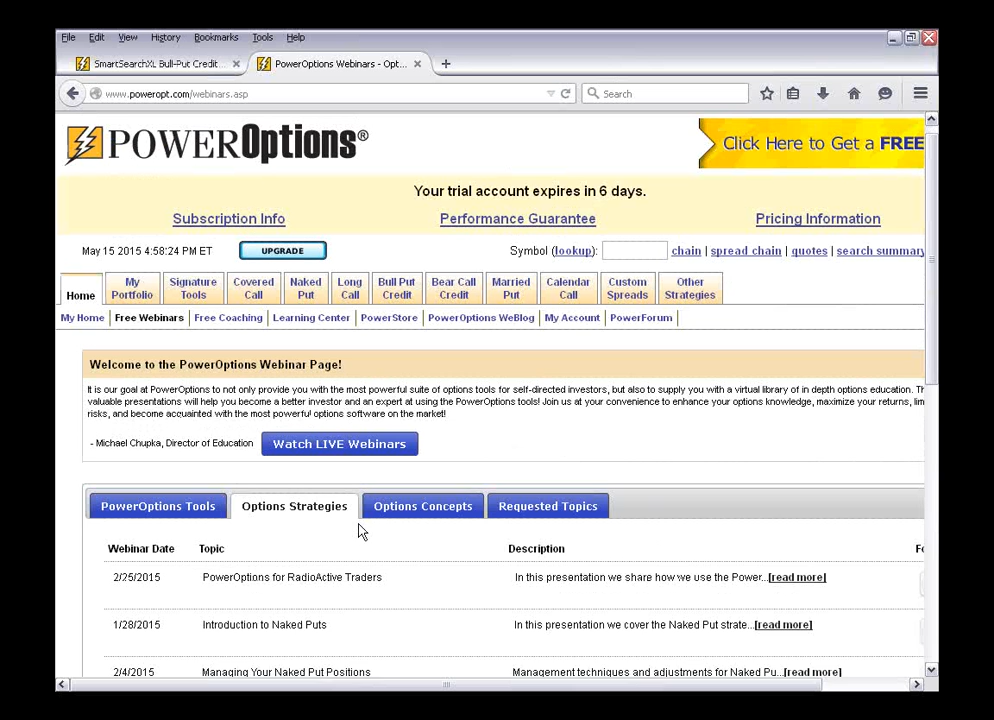 File Edit View History Bookmarks Tools Help
SmartSearchXL Bull-Put Credit... × PowerOptions Webinars - Opt... × +
www.poweropt.com/webinars.asp Search
POWEROptions®
Click Here to Get a FREE
Your trial account expires in 6 days.
Subscription Info Performance Guarantee Pricing Information
May 15 2015 4:58:24 PM ET UPGRADE Symbol (lookup): chain | spread chain | quotes | search summary
Home My Portfolio Signature Tools Covered Call Naked Put Long Call Bull Put Credit Bear Call Credit Married Put Calendar Call Custom Spreads Other Strategies
My Home | Free Webinars | Free Coaching | Learning Center | PowerStore | PowerOptions WeBlog | My Account | PowerForum |
Welcome to the PowerOptions Webinar Page!
It is our goal at PowerOptions to not only provide you with the most powerful suite of options tools for self-directed investors, but also to supply you with a virtual library of in depth options education. Th
valuable presentations will help you become a better investor and an expert at using the PowerOptions tools! Join us at your convenience to enhance your options knowledge, maximize your returns, lim
risks, and become acquainted with the most powerful options software on the market!
- Michael Chupka, Director of Education Watch LIVE Webinars
PowerOptions Tools Options Strategies Options Concepts Requested Topics
Webinar Date Topic Description
2/25/2015 PowerOptions for RadioActive Traders In this presentation we share how we use the Power...[read more]
1/28/2015 Introduction to Naked Puts In this presentation we cover the Naked Put strate...[read more]
2/4/2015 Managing Your Naked Put Positions Management techniques and adjustments for Naked Pu...[read more]